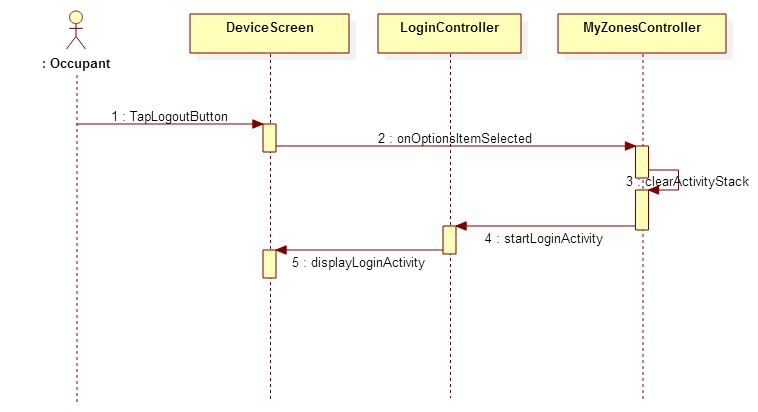 DeviceScreen
LoginController
MyZonesController
: Occupant
1 : TapLogoutButton
2 : onOptionsItemSelected
3 : clearActivityStack
4 : startLoginActivity
5 : displayLoginActivity